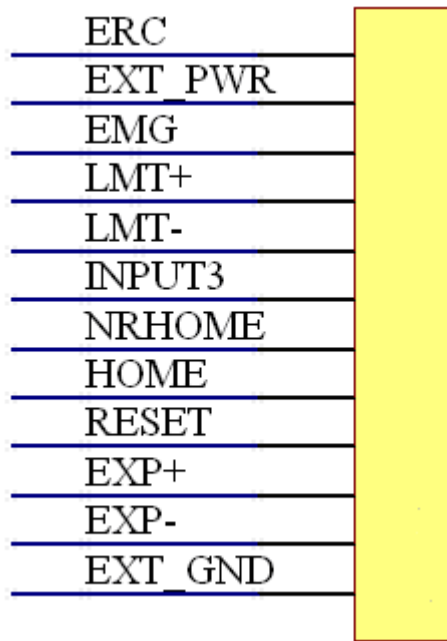 ERC
EXT_PWR
EMG
LMT+
LMT-
INPUT3
NRHOME
HOME
RESET
EXP+
EXP-
EXT_GND